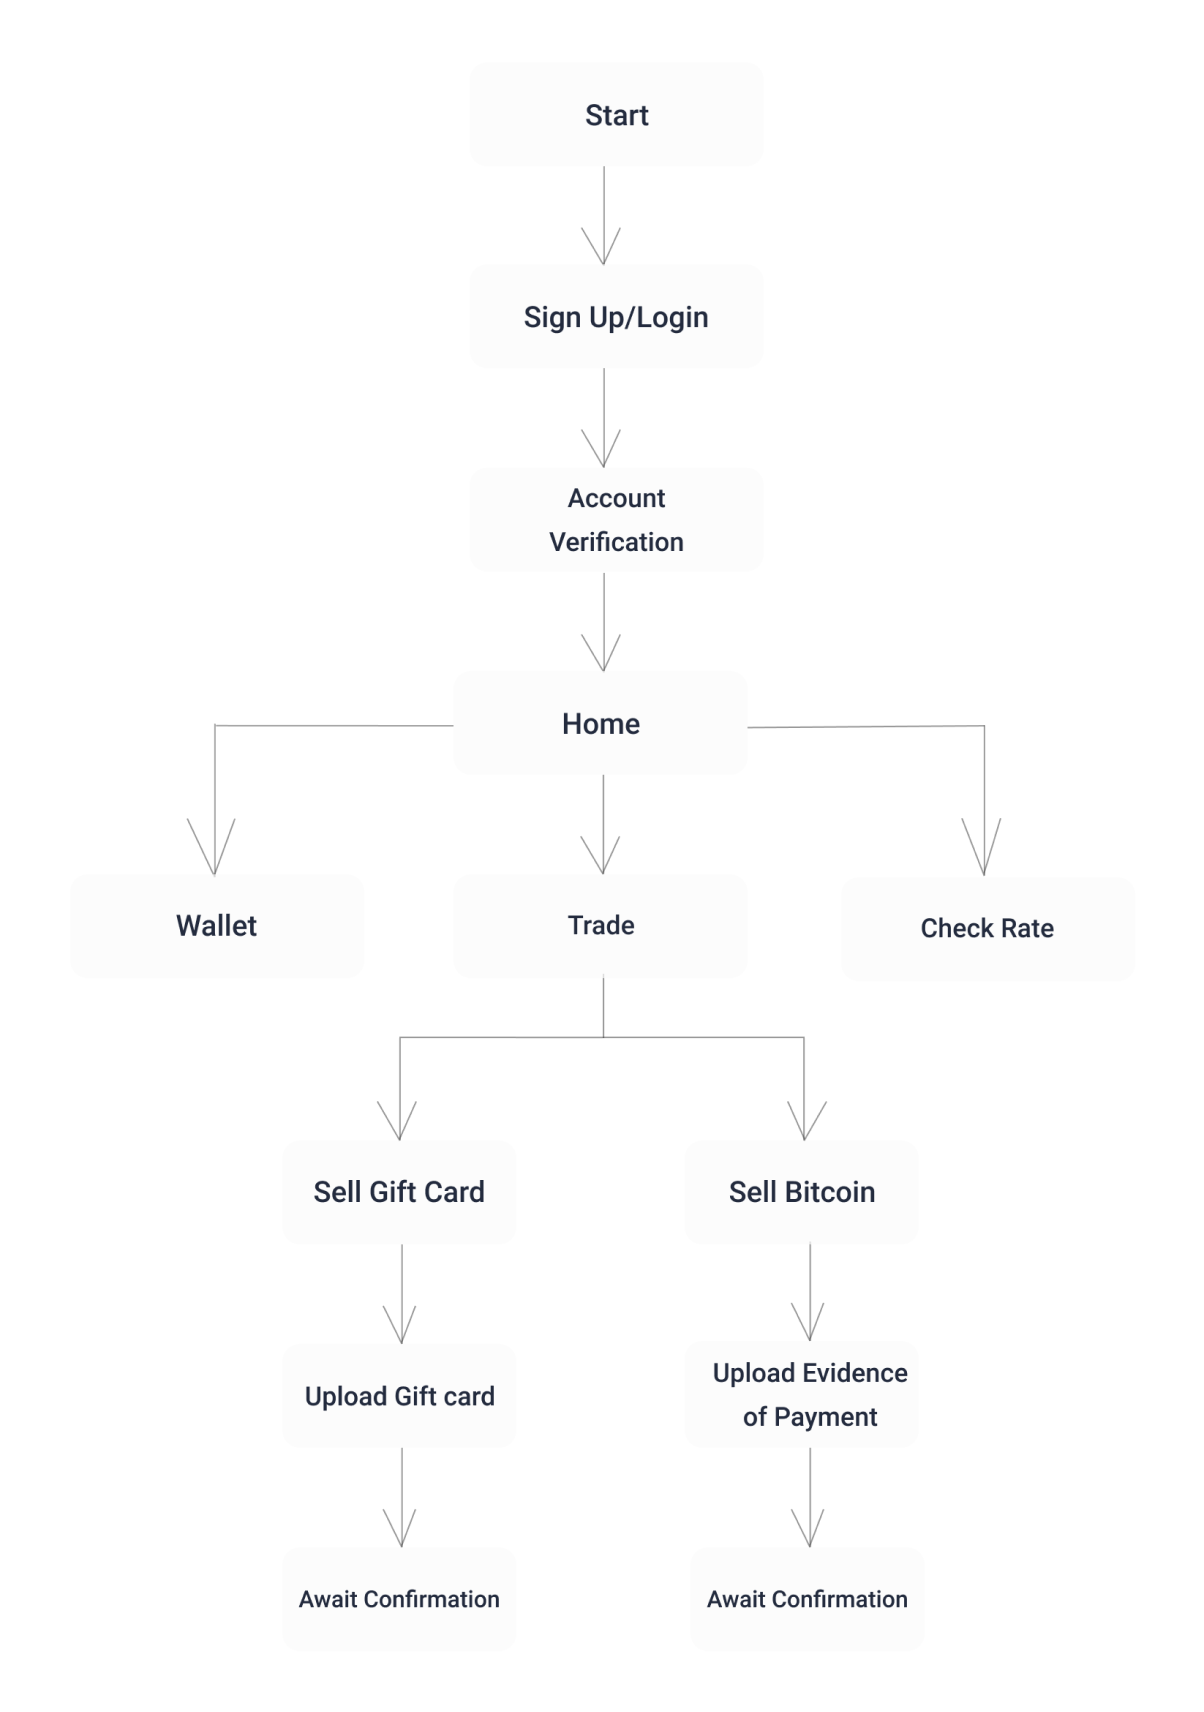 Start
Sign Up/Login
Account
Verification
Home
Wallet
Trade
Check Rate
Sell Gift Card
Sell Bitcoin
Upload Gift card
Upload Evidence
of Payment
Await Confirmation
Await Confirmation